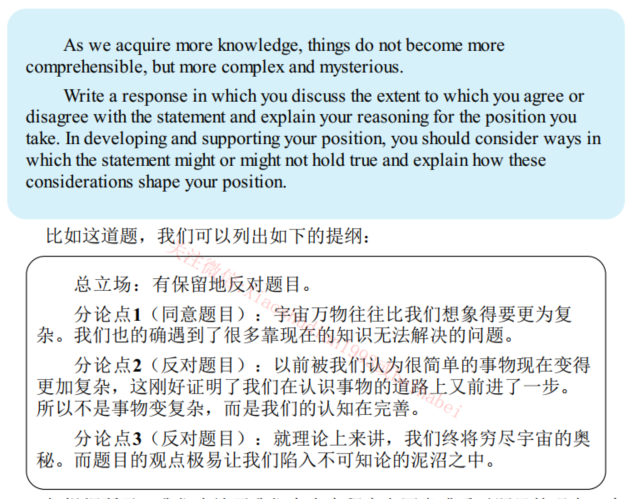 As we acquire more knowledge, things do not become more
comprehensible, but more complex and mysterious.
Write a response in which you discuss the extent to which you agree or
disagree with the statement and explain your reasoning for the position you
take. In developing and supporting your position, you should consider ways in
which the statement might or might not hold true and explain how these
considerations shape your position.
比如这道题，我们可以列出如下的提纲：
总立场：有保留地反对题目。
分论点1（同意题目）：宇宙万物往往比我们想象得要更为复
杂。我们也的确遇到了很多靠现在的知识无法解决的问题。
分论点2（反对题目）：以前被我们认为很简单的事物现在变得
更加复杂，这刚好证明了我们在认识事物的道路上又前进了一步。
所以不是事物变复杂，而是我们的认知在完善。
分论点3（反对题目）：就理论上来讲，我们终将穷尽宇宙的奥
秘。而题目的观点极易让我们陷入不可知论的泥沼之中。